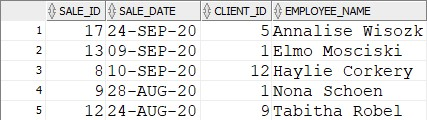 SALE_ID SALE_DATE CLIENT_ID EMPLOYEE_NAME
1 17 24-SEP-20 5 Annalise Wisozk
2 13 09-SEP-20 1 Elmo Mosciski
3 8 10-SEP-20 12 Haylie Corkery
4 9 28-AUG-20 1 Nona Schoen
5 12 24-AUG-20 9 Tabitha Robel